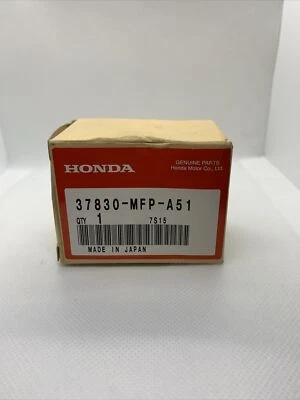 HONDA
GENUINE PARTS
Honda Motor Co., Ltd.
37830-MFP-A51
QTY 1 7S15
MADE IN JAPAN